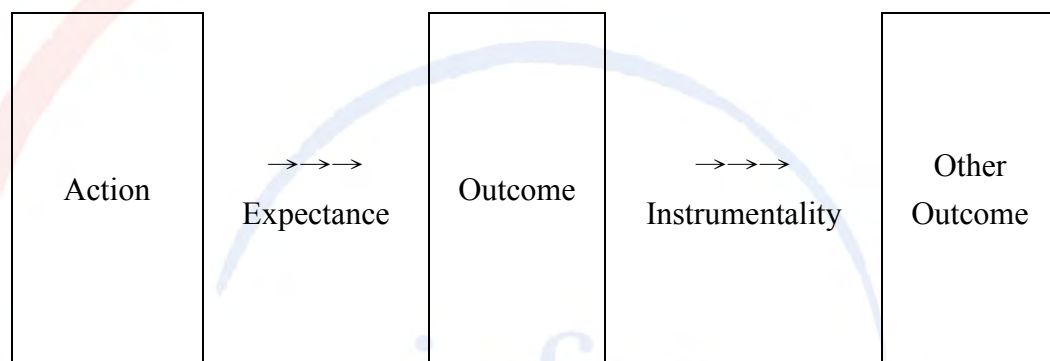 Action
→→→
Expectance
Outcome
→→→
Instrumentality
Other
Outcome